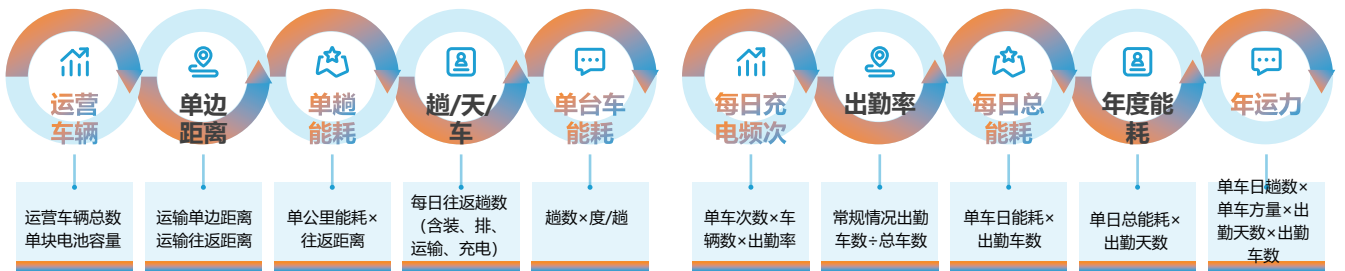 运营
车辆
运营车辆总数
单块电池容量
单边
距离
运输单边距离
运输往返距离
单趟
能耗
单公里能耗×
往返距离
趟/天/
车
每日往返趟数
（含装、排、
运输、充电）
单台车
能耗
趟数×度/趟
每日充
电频次
单车次数×车
辆数×出勤率
出勤率
常规情况出勤
车数÷总车数
每日总
能耗
单车日能耗×
出勤车数
年度能
耗
单日总能耗×
出勤天数
年运力
单车日趟数×
单车方量×出
勤天数×出勤
车数